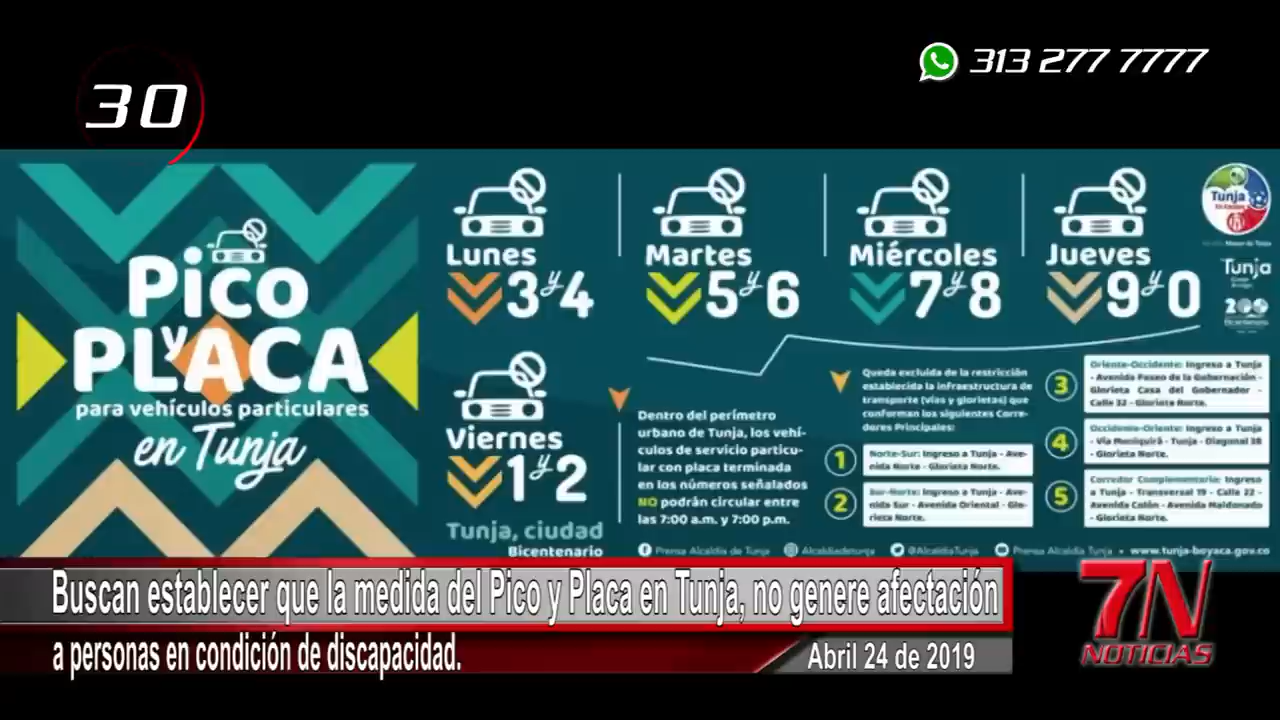 30
313 277 7777
Pico
y
PLACA
para vehículos particulares
en Tunja
Lunes
3 y 4
Martes
5 y 6
Miércoles
7 y 8
Jueves
9 y 0
Viernes
1 y 2
Tunja, ciudad
Bicentenario
Dentro del perímetro
urbano de Tunja, los vehí-
culos de servicio particu-
lar con placa terminada
en los números señalados
NO podrán circular entre
las 7:00 a.m. y 7:00 p.m.
Queda excluida de la restricción
establecida la infraestructura de
transporte (vías y glorietas) que
conforman los siguientes Corre-
dores Principales:
1
Norte-Sur: Ingreso a Tunja - Ave-
nida Norte - Glorieta Norte.
2
Sur-Norte: Ingreso a Tunja - Ave-
nida Sur - Avenida Oriental - Glo-
rieta Norte.
3
Oriente-Occidente: Ingreso a Tunja
- Avenida Paseo de la Gobernación -
Glorieta Casa del Gobernador -
Calle 32 - Glorieta Norte.
4
Occidente-Oriente: Ingreso a Tunja
- Vía Moniquirá - Tunja - Diagonal 38
- Glorieta Norte.
5
Corredor Complementario: Ingreso
a Tunja - Transversal 19 - Calle 22 -
Avenida Colón - Avenida Maldonado
- Glorieta Norte.
Tunja
Tunja
200
Prensa Alcaldía de Tunja
Alcaldiadetunja
@AlcaldiaTunja
Prensa Alcaldía Tunja • www.tunja-boyaca.gov.co
Buscan establecer que la medida del Pico y Placa en Tunja, no genere afectación
a personas en condición de discapacidad.
Abril 24 de 2019
7N
NOTICIAS